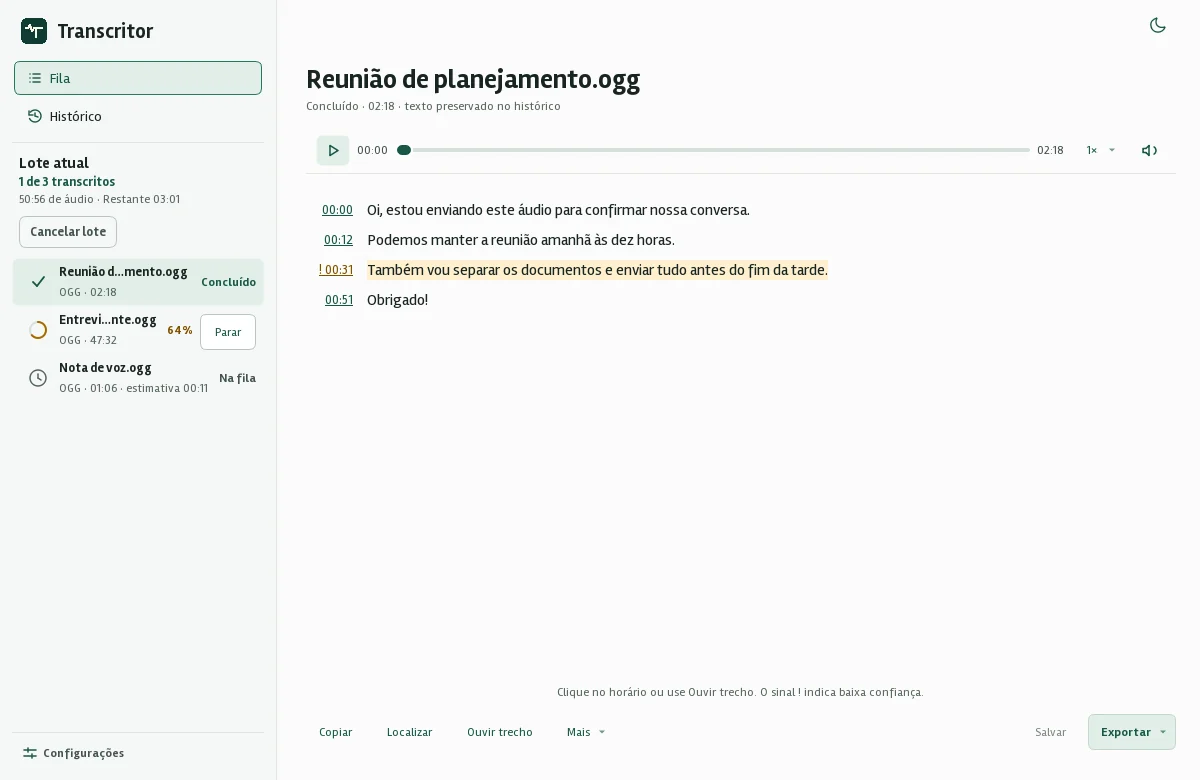 Transcritor
Fila
Histórico
Lote atual
1 de 3 transcritos
50:56 de áudio · Restante 03:01
Cancelar lote
Reunião d...mento.ogg
OGG · 02:18
Concluído
Entrevi...nte.ogg
OGG · 47:32
64%
Parar
Nota de voz.ogg
OGG · 01:06 · estimativa 00:11
Na fila
Configurações
Reunião de planejamento.ogg
Concluído · 02:18 · texto preservado no histórico
00:00
02:18
1×
00:00 Oi, estou enviando este áudio para confirmar nossa conversa.
00:12 Podemos manter a reunião amanhã às dez horas.
! 00:31 Também vou separar os documentos e enviar tudo antes do fim da tarde.
00:51 Obrigado!
Clique no horário ou use Ouvir trecho. O sinal ! indica baixa confiança.
Copiar
Localizar
Ouvir trecho
Mais
Salvar
Exportar